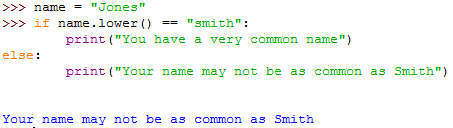 >>> name = "Jones"
>>> if name.lower() == "smith":
        print("You have a very common name")
else:
        print("Your name may not be as common as Smith")
Your name may not be as common as Smith